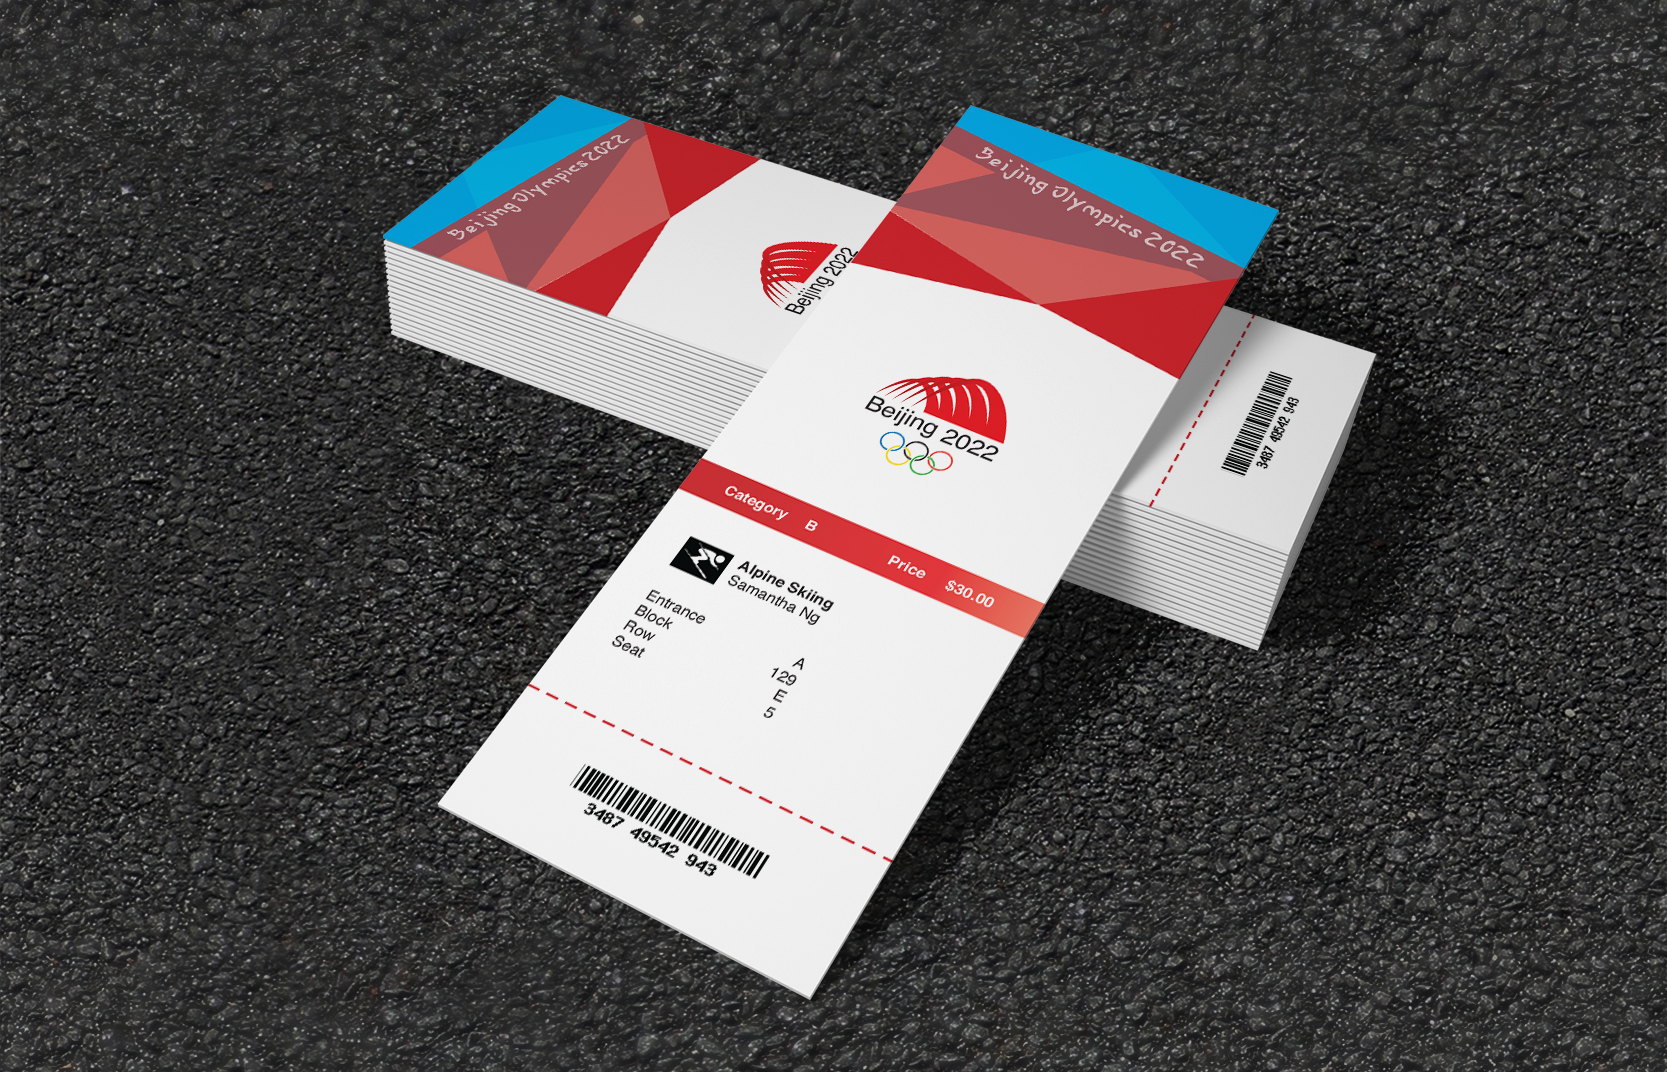 Beijing Olympics 2022
Beijing 2022
3487 49542 943
Beijing Olympics 2022
Beijing 2022
Category B Price $30.00
Alpine Skiing
Samantha Ng
Entrance A
Block 129
Row E
Seat 5
3487 49542 943